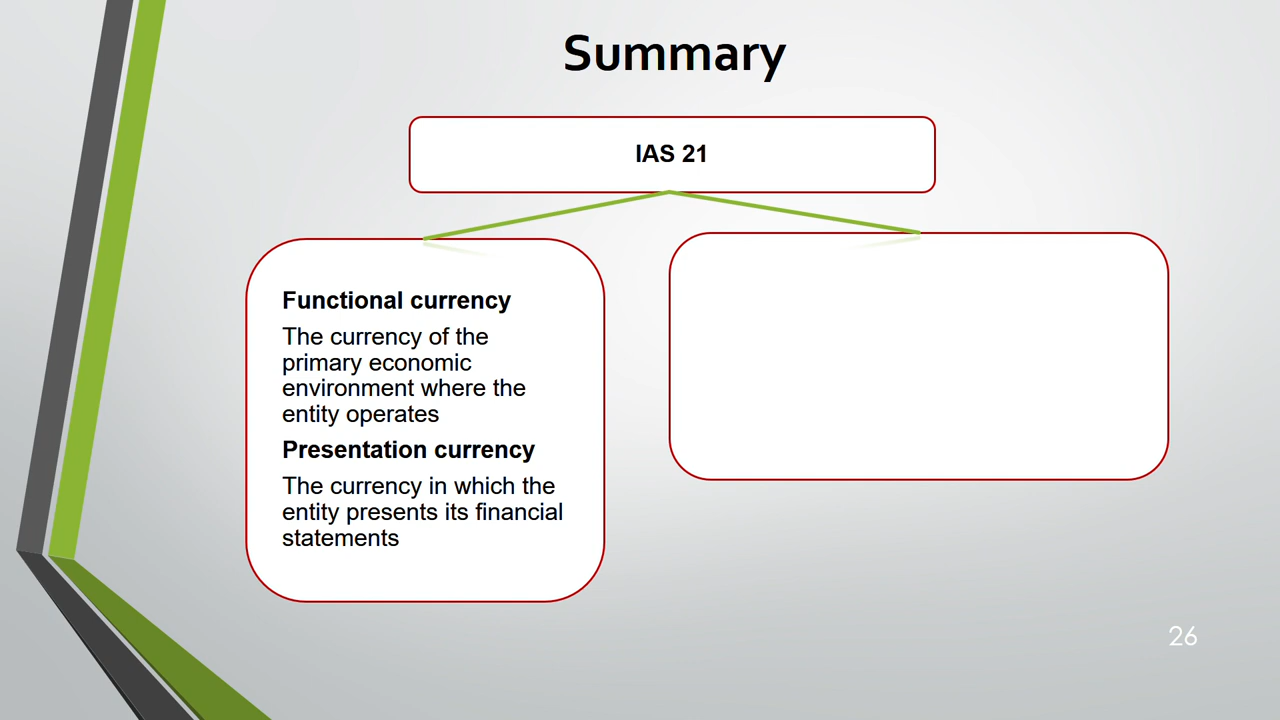 Summary
IAS 21
Functional currency
The currency of the
primary economic
environment where the
entity operates
Presentation currency
The currency in which the
entity presents its financial
statements
26